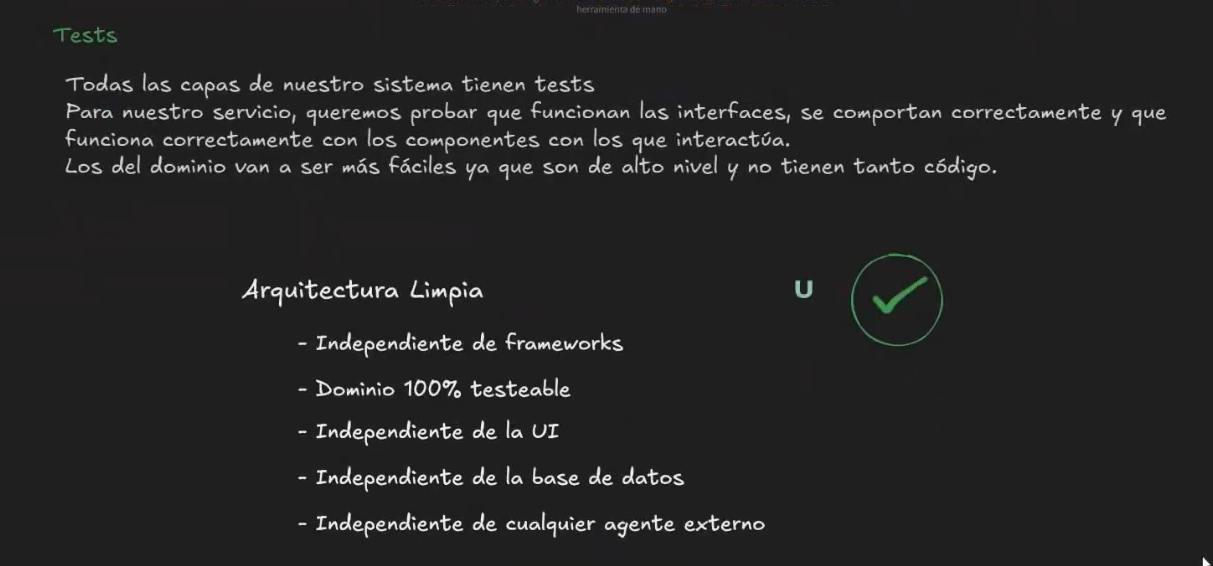 herramienta de mano
Tests
Todas las capas de nuestro sistema tienen tests
Para nuestro servicio, queremos probar que funcionan las interfaces, se comportan correctamente y que
funciona correctamente con los componentes con los que interactúa.
Los del dominio van a ser más fáciles ya que son de alto nivel y no tienen tanto código.
Arquitectura Limpia
U
- Independiente de frameworks
- Dominio 100% testeable
- Independiente de la UI
- Independiente de la base de datos
- Independiente de cualquier agente externo